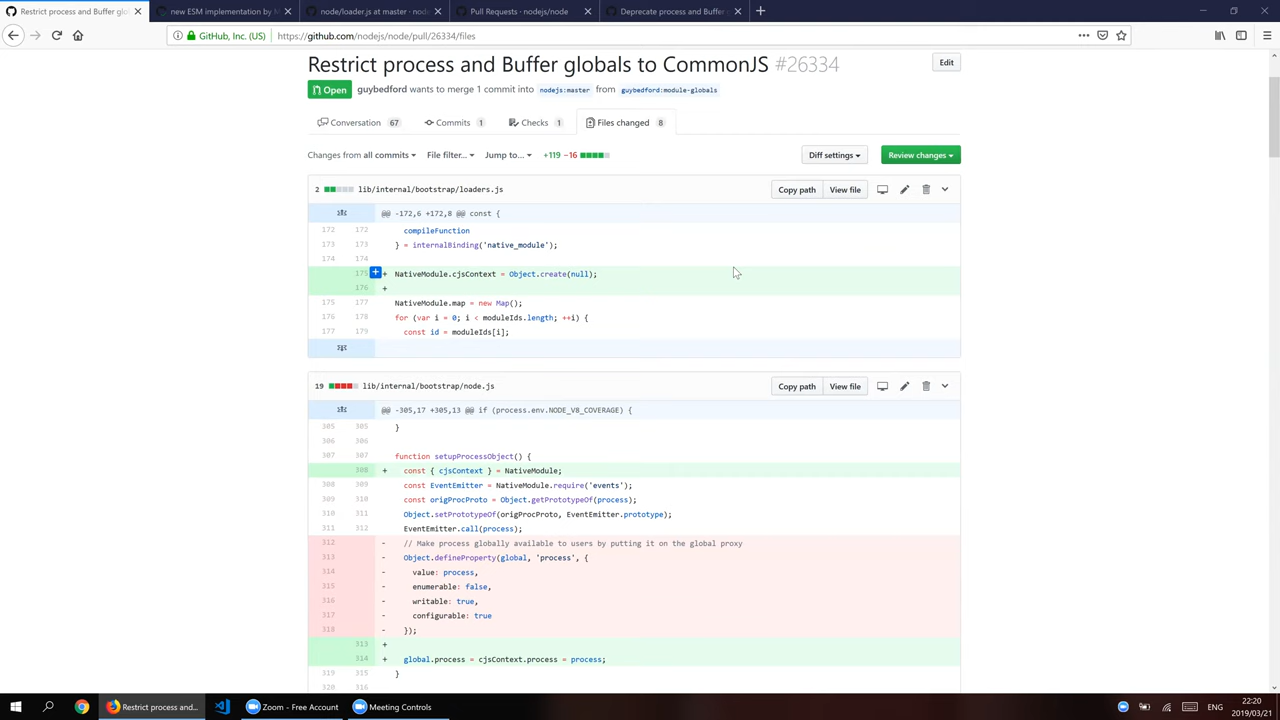 Restrict process and Buffer glob
new ESM implementation by M
node/loader.js at master · node
Pull Requests · nodejs/node
Deprecate process and Buffer
GitHub, Inc. (US)
https://github.com/nodejs/node/pull/26334/files
Restrict process and Buffer globals to CommonJS #26334
Edit
Open
guybedford wants to merge 1 commit into nodejs:master from guybedford:module-globals
Conversation 67
Commits 1
Checks 1
Files changed 8
Changes from all commits
File filter...
Jump to...
+119 −16
Diff settings
Review changes
2 lib/internal/bootstrap/loaders.js
Copy path
View file
@@ -172,6 +172,8 @@ const {
172 172 compileFunction
173 173 } = internalBinding('native_module');
174 174
175 + NativeModule.cjsContext = Object.create(null);
176 +
175 177 NativeModule.map = new Map();
176 178 for (var i = 0; i < moduleIds.length; ++i) {
177 179 const id = moduleIds[i];
19 lib/internal/bootstrap/node.js
Copy path
View file
@@ -305,17 +305,13 @@ if (process.env.NODE_V8_COVERAGE) {
305 305 }
306 306
307 307 function setupProcessObject() {
308 + const { cjsContext } = NativeModule;
308 309 const EventEmitter = NativeModule.require('events');
309 310 const origProcProto = Object.getPrototypeOf(process);
310 311 Object.setPrototypeOf(origProcProto, EventEmitter.prototype);
311 312 EventEmitter.call(process);
312 - // Make process globally available to users by putting it on the global proxy
313 - Object.defineProperty(global, 'process', {
314 - value: process,
315 - enumerable: false,
316 - writable: true,
317 - configurable: true
318 - });
313 +
314 + global.process = cjsContext.process = process;
319 315 }
320 316
Restrict process and...
Zoom - Free Account
Meeting Controls
ENG
22:20
2019/03/21